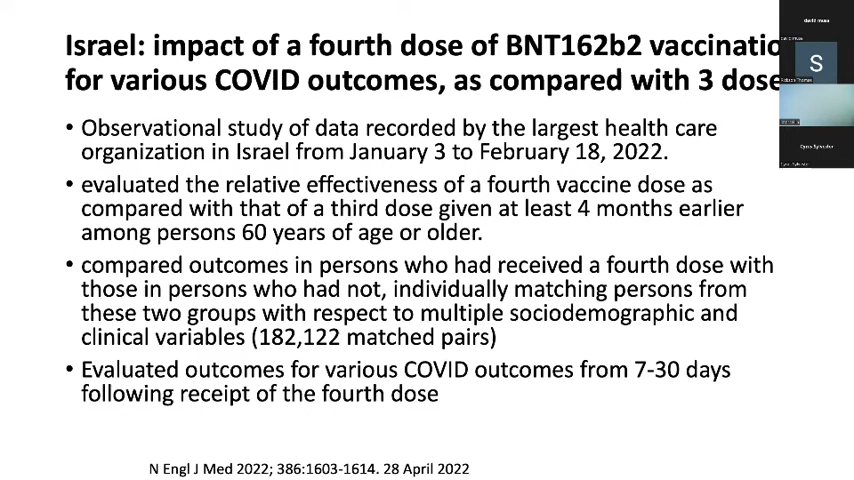 Israel: impact of a fourth dose of BNT162b2 vaccinatio
for various COVID outcomes, as compared with 3 dose
• Observational study of data recorded by the largest health care
organization in Israel from January 3 to February 18, 2022.
• evaluated the relative effectiveness of a fourth vaccine dose as
compared with that of a third dose given at least 4 months earlier
among persons 60 years of age or older.
• compared outcomes in persons who had received a fourth dose with
those in persons who had not, individually matching persons from
these two groups with respect to multiple sociodemographic and
clinical variables (182,122 matched pairs)
• Evaluated outcomes for various COVID outcomes from 7-30 days
following receipt of the fourth dose
N Engl J Med 2022; 386:1603-1614. 28 April 2022
S